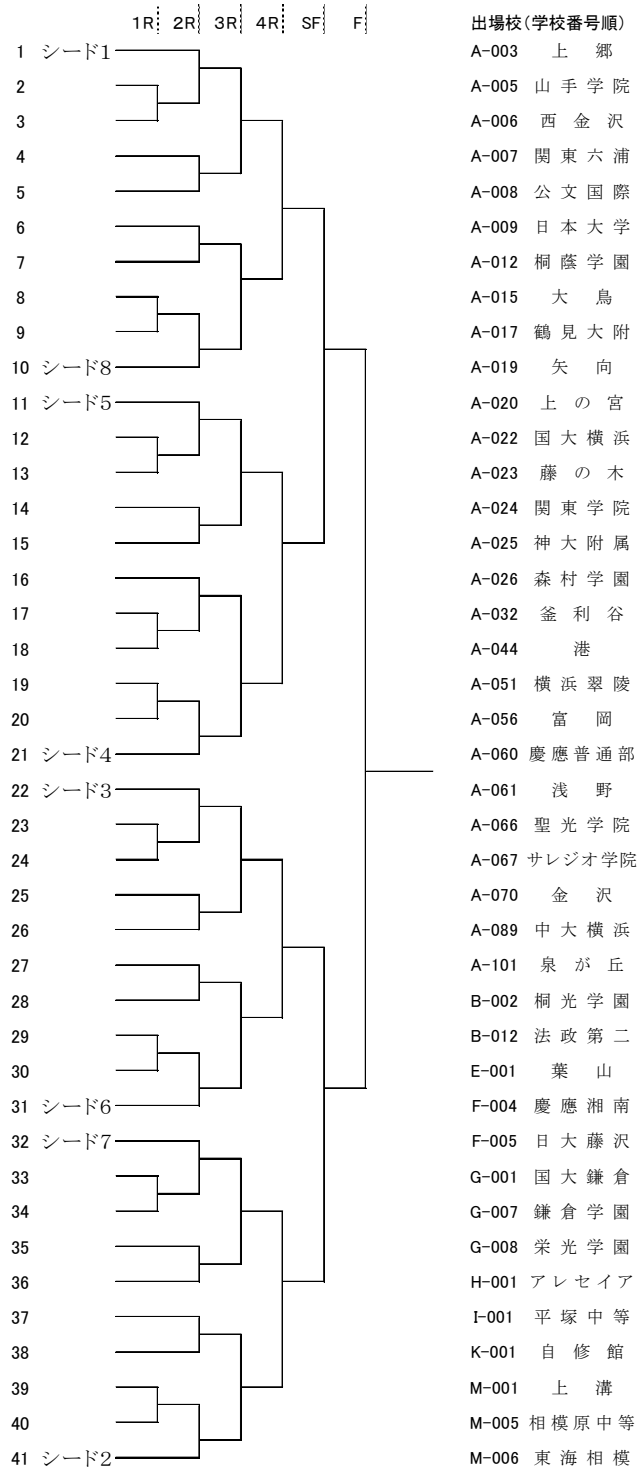 1R 2R 3R 4R SF F 出場校(学校番号順)
1 シード1 A-003 上郷
2 A-005 山手学院
3 A-006 西金沢
4 A-007 関東六浦
5 A-008 公文国際
6 A-009 日本大学
7 A-012 桐蔭学園
8 A-015 大鳥
9 A-017 鶴見大附
10 シード8 A-019 矢向
11 シード5 A-020 上の宮
12 A-022 国大横浜
13 A-023 藤の木
14 A-024 関東学院
15 A-025 神大附属
16 A-026 森村学園
17 A-032 釜利谷
18 A-044 港
19 A-051 横浜翠陵
20 A-056 富岡
21 シード4 A-060 慶應普通部
22 シード3 A-061 浅野
23 A-066 聖光学院
24 A-067 サレジオ学院
25 A-070 金沢
26 A-089 中大横浜
27 A-101 泉が丘
28 B-002 桐光学園
29 B-012 法政第二
30 E-001 葉山
31 シード6 F-004 慶應湘南
32 シード7 F-005 日大藤沢
33 G-001 国大鎌倉
34 G-007 鎌倉学園
35 G-008 栄光学園
36 H-001 アレセイア
37 I-001 平塚中等
38 K-001 自修館
39 M-001 上溝
40 M-005 相模原中等
41 シード2 M-006 東海相模